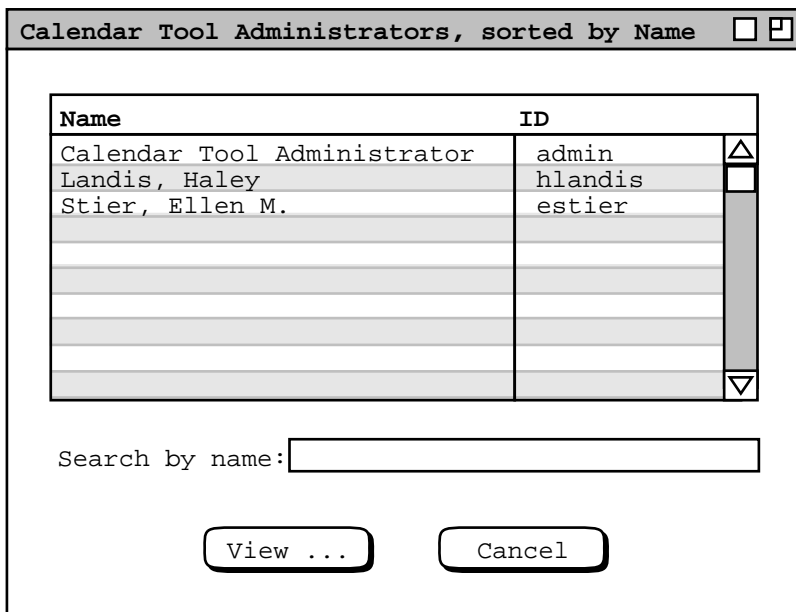 Calendar Tool Administrators, sorted by Name
Name ID
Calendar Tool Administrator admin
Landis, Haley hlandis
Stier, Ellen M. estier
Search by name:
View ... Cancel